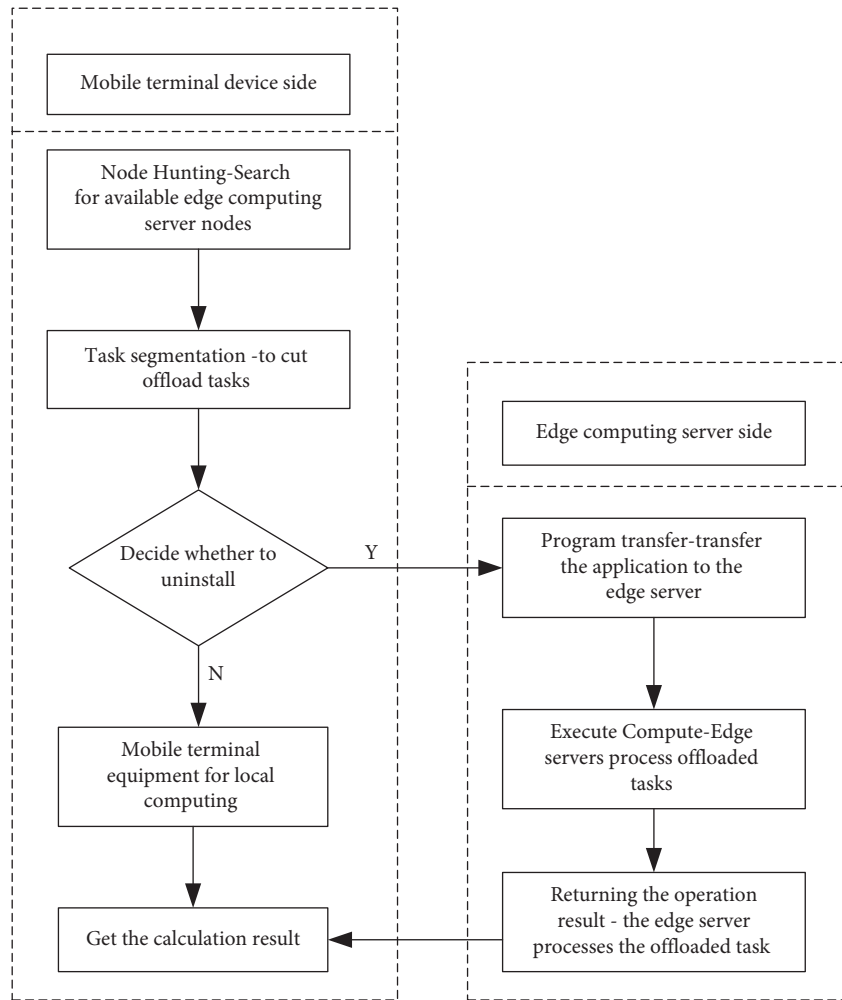 Mobile terminal device side
Node Hunting-Search
for available edge computing
server nodes
Task segmentation -to cut
offload tasks
Decide whether to
uninstall
Y
N
Mobile terminal
equipment for local
computing
Get the calculation result
Edge computing server side
Program transfer-transfer
the application to the
edge server
Execute Compute-Edge
servers process offloaded
tasks
Returning the operation
result - the edge server
processes the offloaded task